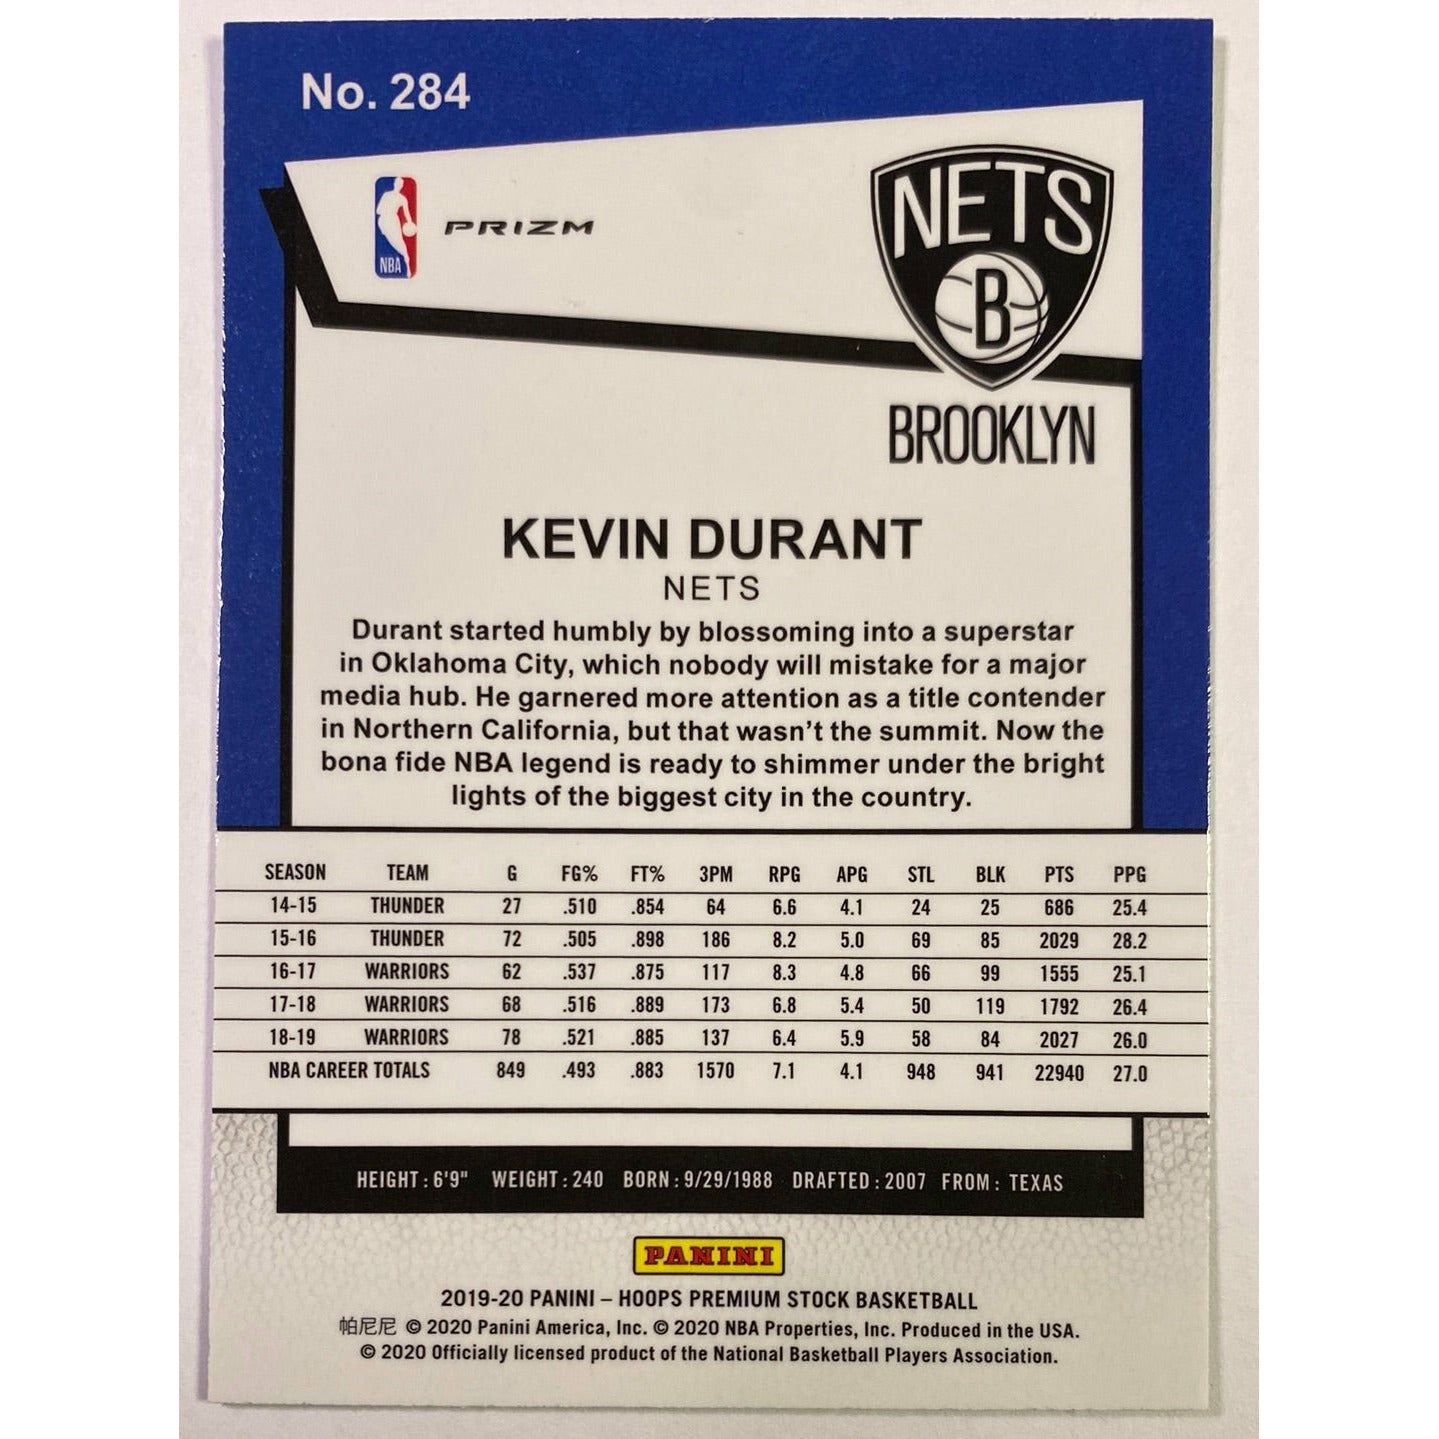 No. 284
NBA
PRIZM
NETS
B
BROOKLYN
KEVIN DURANT
NETS
Durant started humbly by blossoming into a superstar
in Oklahoma City, which nobody will mistake for a major
media hub. He garnered more attention as a title contender
in Northern California, but that wasn't the summit. Now the
bona fide NBA legend is ready to shimmer under the bright
lights of the biggest city in the country.
SEASON TEAM G FG% FT% 3PM RPG APG STL BLK PTS PPG
14-15 THUNDER 27 .510 .854 64 6.6 4.1 24 25 686 25.4
15-16 THUNDER 72 .505 .898 186 8.2 5.0 69 85 2029 28.2
16-17 WARRIORS 62 .537 .875 117 8.3 4.8 66 99 1555 25.1
17-18 WARRIORS 68 .516 .889 173 6.8 5.4 50 119 1792 26.4
18-19 WARRIORS 78 .521 .885 137 6.4 5.9 58 84 2027 26.0
NBA CAREER TOTALS 849 .493 .883 1570 7.1 4.1 948 941 22940 27.0
HEIGHT: 6'9" WEIGHT: 240 BORN: 9/29/1988 DRAFTED: 2007 FROM: TEXAS
PANINI
2019-20 PANINI – HOOPS PREMIUM STOCK BASKETBALL
帕尼尼 © 2020 Panini America, Inc. © 2020 NBA Properties, Inc. Produced in the USA.
© 2020 Officially licensed product of the National Basketball Players Association.